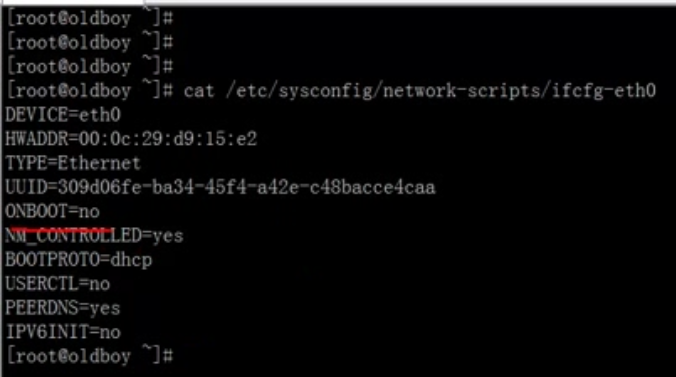 [root@oldboy ~]#
[root@oldboy ~]#
[root@oldboy ~]#
[root@oldboy ~]# cat /etc/sysconfig/network-scripts/ifcfg-eth0
DEVICE=eth0
HWADDR=00:0c:29:d9:15:e2
TYPE=Ethernet
UUID=309d06fe-ba34-45f4-a42e-c48bacce4caa
ONBOOT=no
NM_CONTROLLED=yes
BOOTPROTO=dhcp
USERCTL=no
PEERDNS=yes
IPV6INIT=no
[root@oldboy ~]#